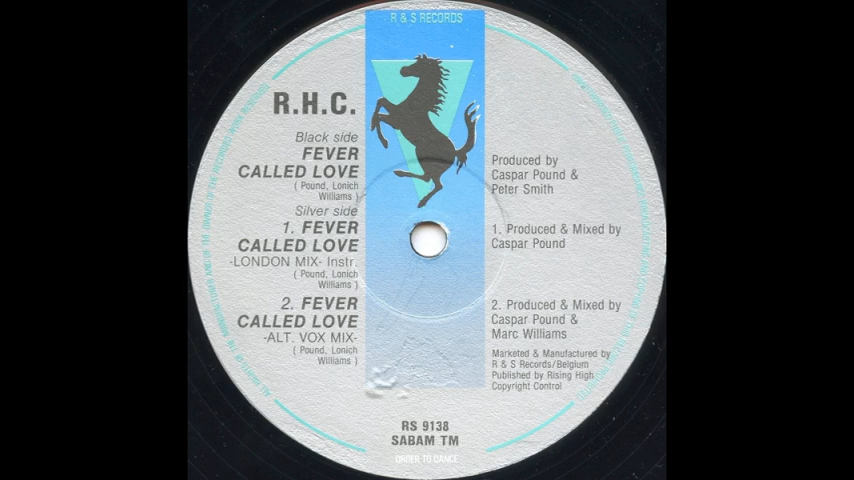 R & S RECORDS
R.H.C.
Black side
FEVER
CALLED LOVE
( Pound, Lonich
Williams )
Silver side
1. FEVER
CALLED LOVE
-LONDON MIX- Instr.
( Pound, Lonich
Williams )
2. FEVER
CALLED LOVE
-ALT. VOX MIX-
( Pound, Lonich
Williams )
Produced by
Caspar Pound &
Peter Smith
1. Produced & Mixed by
Caspar Pound
2. Produced & Mixed by
Caspar Pound &
Marc Williams
Marketed & Manufactured by
R & S Records/Belgium
Published by Rising High
Copyright Control
RS 9138
SABAM TM
ORDER TO DANCE